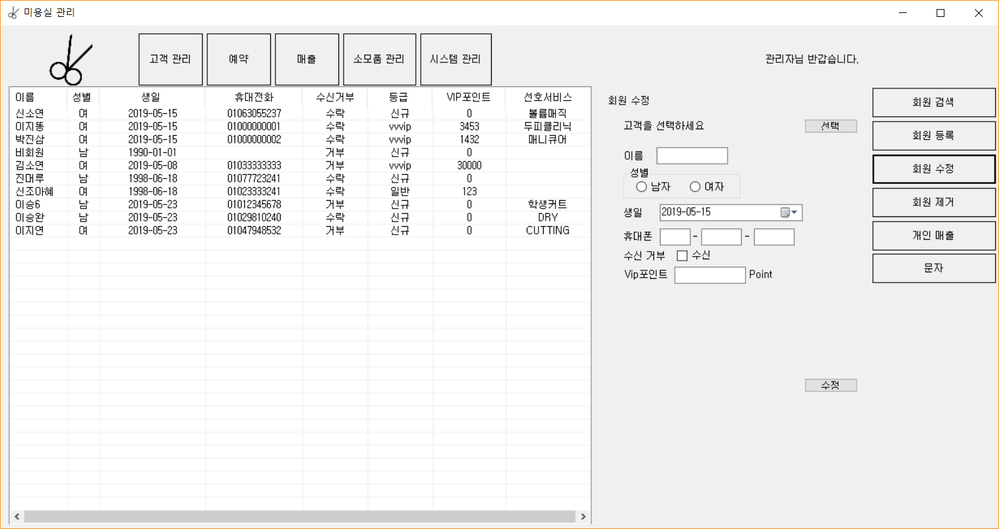 미용실 관리
고객 관리 예약 매출 소모품 관리 시스템 관리
관리자님 반갑습니다.
이름 성별 생일 휴대전화 수신거부 등급 VIP포인트 선호서비스
신소연 여 2019-05-15 01063055237 수락 신규 0 볼륨매직
이지똥 여 2019-05-15 01000000001 수락 vvvip 3453 두피클리닉
박진삼 여 2019-05-15 01000000002 수락 vvvip 1432 매니큐어
비회원 남 1990-01-01 거부 신규 0
김소연 여 2019-05-08 01033333333 거부 vvvip 30000
진대루 남 1998-06-18 01077723241 수락 신규 0
신조아혜 여 1998-06-18 01023333241 수락 일반 123
이승6 남 2019-05-23 01012345678 거부 신규 0 학생커트
이승완 남 2019-05-23 01029810240 수락 신규 0 DRY
이지연 여 2019-05-23 01047948532 거부 신규 0 CUTTING
회원 수정
고객을 선택하세요 선택
이름
성별
남자 여자
생일 2019-05-15
휴대폰 - -
수신 거부 수신
Vip포인트 Point
수정
회원 검색
회원 등록
회원 수정
회원 제거
개인 매출
문자